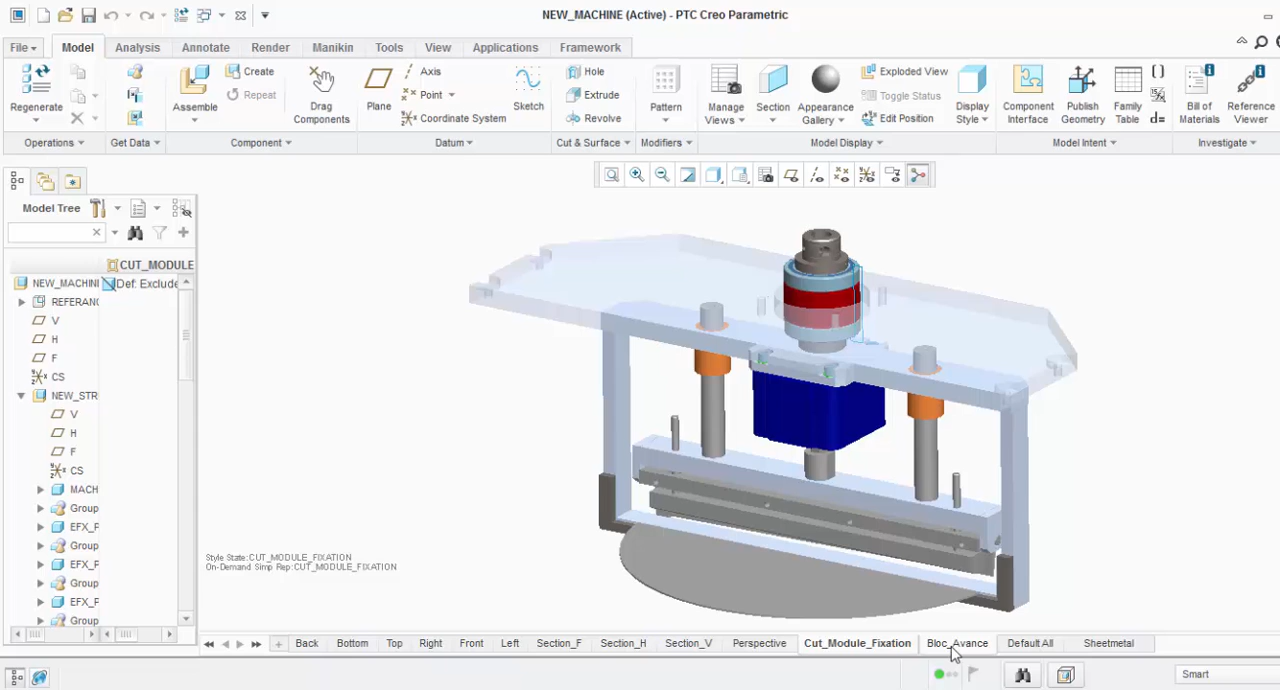 NEW_MACHINE (Active) - PTC Creo Parametric
File Model Analysis Annotate Render Manikin Tools View Applications Framework
Regenerate
Assemble
Create
Repeat
Drag Components
Plane
Axis
Point
Coordinate System
Sketch
Hole
Extrude
Revolve
Pattern
Manage Views
Section
Appearance Gallery
Exploded View
Toggle Status
Edit Position
Display Style
Component Interface
Publish Geometry
Family Table
d=
Bill of Materials
Reference Viewer
Operations Get Data Component Datum Cut & Surface Modifiers Model Display Model Intent Investigate
Model Tree
CUT_MODULE
NEW_MACHINI Def: Exclude
REFERANC
V
H
F
CS
NEW_STR
V
H
F
CS
MACH
Group
EFX_P
Group
EFX_P
Group
EFX_P
Group
Style State:CUT_MODULE_FIXATION
On-Demand Simp Rep:CUT_MODULE_FIXATION
Back Bottom Top Right Front Left Section_F Section_H Section_V Perspective Cut_Module_Fixation Bloc_Avance Default All Sheetmetal
Smart